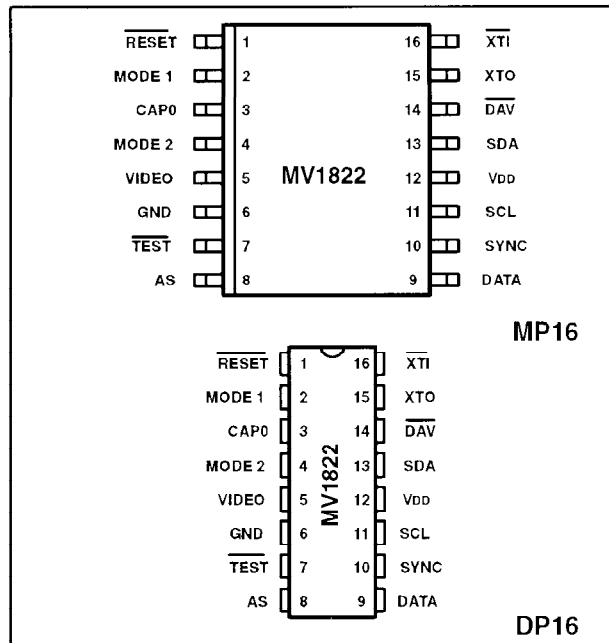 RESET 1 16 XTI
MODE 1 2 15 XTO
CAP0 3 14 DAV
MODE 2 4 13 SDA
VIDEO 5 MV1822 12 VDD
GND 6 11 SCL
TEST 7 10 SYNC
AS 8 9 DATA
MP16
RESET 1 16 XTI
MODE 1 2 15 XTO
CAP0 3 14 DAV
MODE 2 4 13 SDA
VIDEO 5 MV1822 12 VDD
GND 6 11 SCL
TEST 7 10 SYNC
AS 8 9 DATA
DP16